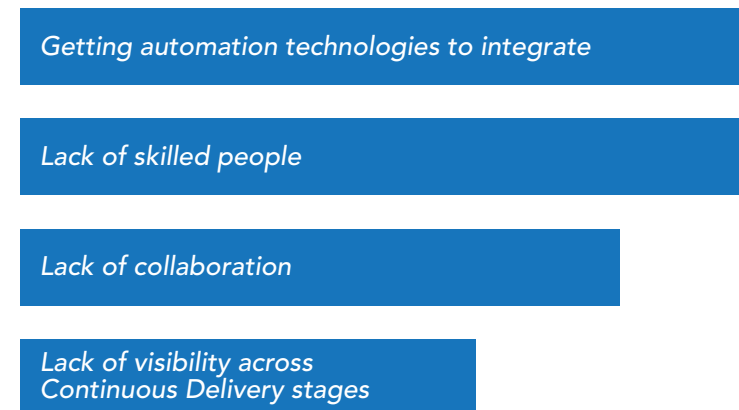 Getting automation technologies to integrate
Lack of skilled people
Lack of collaboration
Lack of visibility across
Continuous Delivery stages